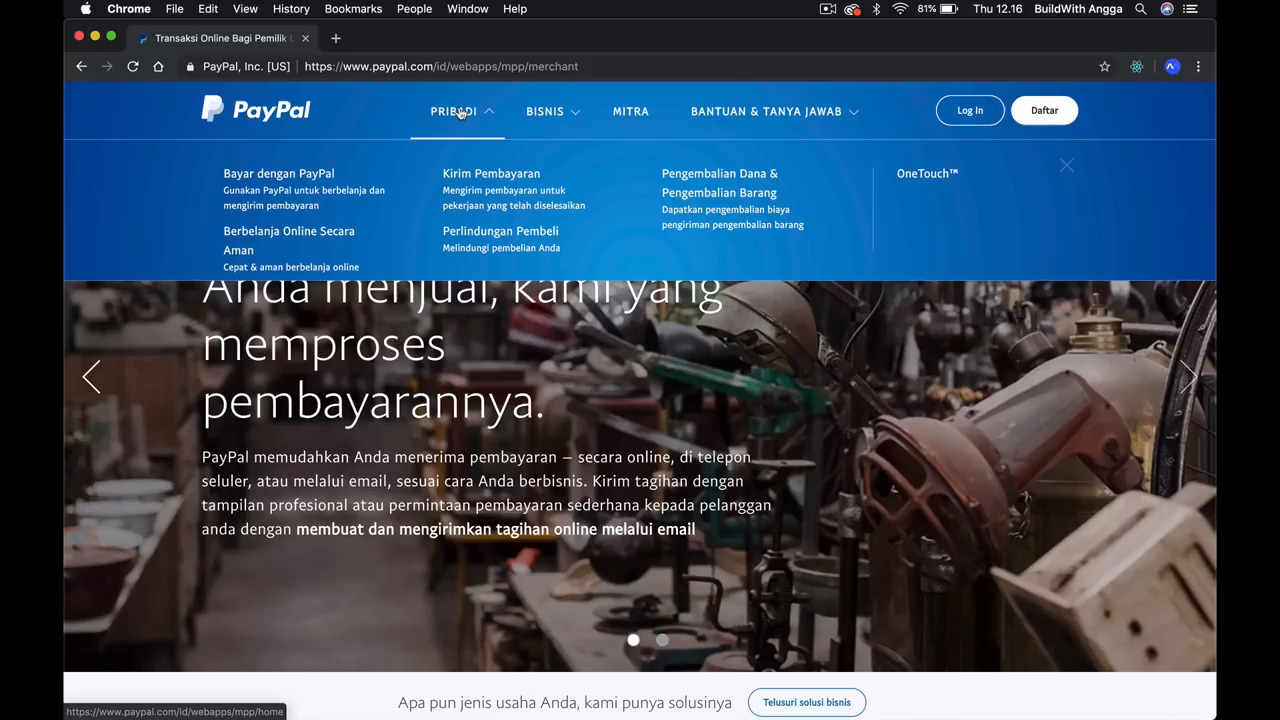 Chrome File Edit View History Bookmarks People Window Help 81% Thu 12.16 BuildWith Angga
Transaksi Online Bagi Pemilik U
PayPal, Inc. [US] https://www.paypal.com/id/webapps/mpp/merchant
PayPal PRIBADI BISNIS MITRA BANTUAN & TANYA JAWAB Log In Daftar
Bayar dengan PayPal
Gunakan PayPal untuk berbelanja dan
mengirim pembayaran
Berbelanja Online Secara
Aman
Cepat & aman berbelanja online
Kirim Pembayaran
Mengirim pembayaran untuk
pekerjaan yang telah diselesaikan
Perlindungan Pembeli
Melindungi pembelian Anda
Pengembalian Dana &
Pengembalian Barang
Dapatkan pengembalian biaya
pengiriman pengembalian barang
OneTouch™
Anda menjual, kami yang
memproses
pembayarannya.
PayPal memudahkan Anda menerima pembayaran – secara online, di telepon
seluler, atau melalui email, sesuai cara Anda berbisnis. Kirim tagihan dengan
tampilan profesional atau permintaan pembayaran sederhana kepada pelanggan
anda dengan membuat dan mengirimkan tagihan online melalui email
Apa pun jenis usaha Anda, kami punya solusinya Telusuri solusi bisnis
https://www.paypal.com/id/webapps/mpp/home